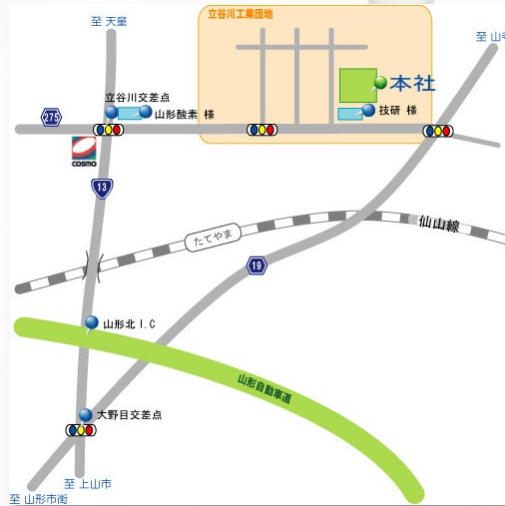 立谷川工業団地
至 天童
至 山寺
立谷川交差点
山形酸素 様
本社
技研 様
275
COSMO
13
たてやま
仙山線
19
山形北 I.C
山形自動車道
大野目交差点
至 上山市
至 山形市街